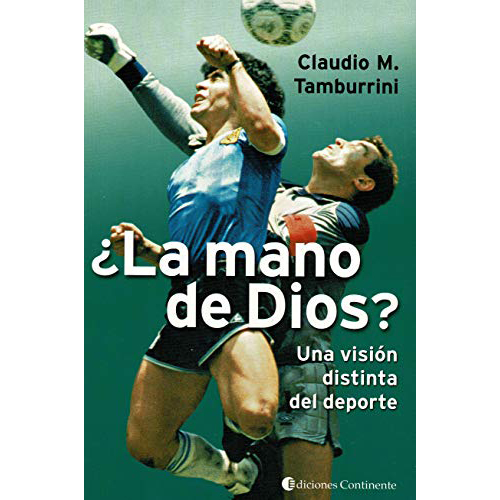 Claudio M.
Tamburrini
¿La mano
de Dios?
Una visión
distinta
del deporte
Ediciones Continente